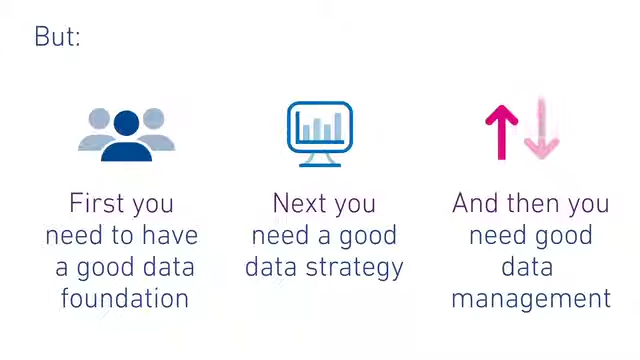 But:
First you
need to have
a good data
foundation
Next you
need a good
data strategy
And then you
need good
data
management